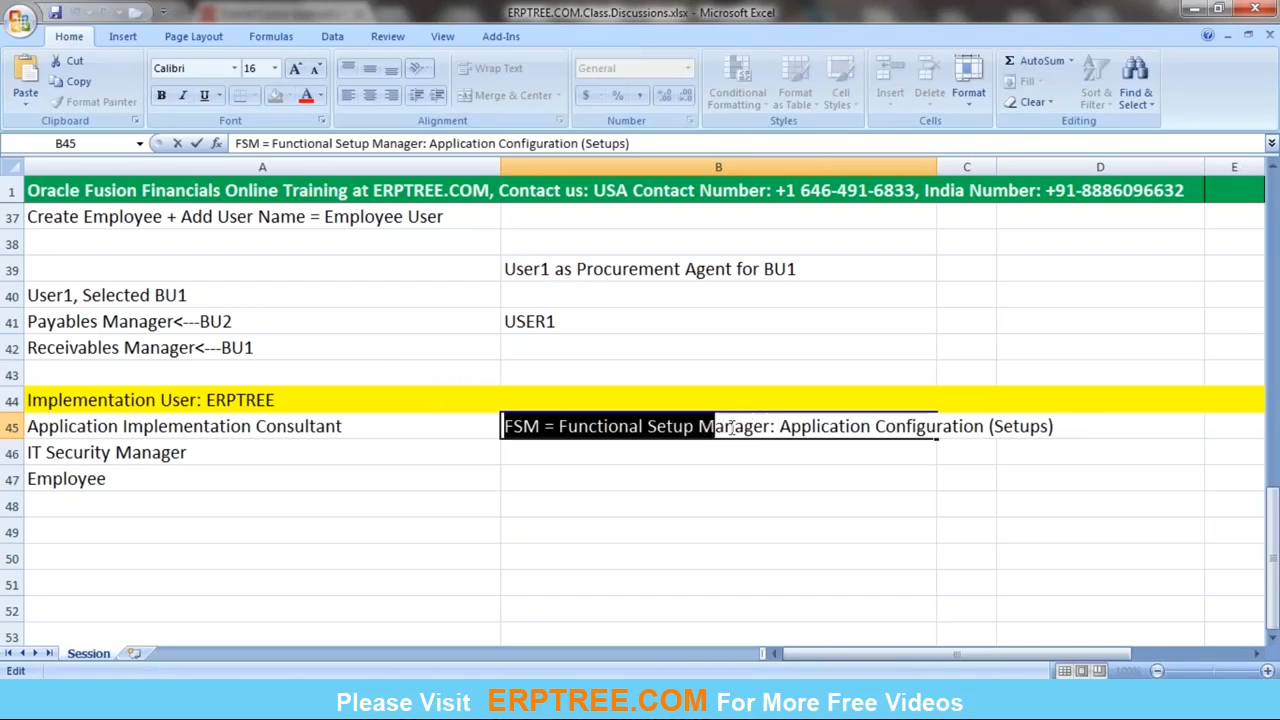 ERPTREE.COM.Class.Discussions.xlsx - Microsoft Excel
Home Insert Page Layout Formulas Data Review View Add-Ins
Paste
Cut
Copy
Format Painter
Clipboard
Calibri 16
B I U
Font
Wrap Text
Merge & Center
Alignment
General
$ % ,
Number
Conditional Formatting
Format as Table
Cell Styles
Styles
Insert Delete Format
Cells
AutoSum
Fill
Clear
Sort & Filter
Find & Select
Editing
B45 fx FSM = Functional Setup Manager: Application Configuration (Setups)
A B C D E
1 Oracle Fusion Financials Online Training at ERPTREE.COM, Contact us: USA Contact Number: +1 646-491-6833, India Number: +91-8886096632
37 Create Employee + Add User Name = Employee User
38
39 User1 as Procurement Agent for BU1
40 User1, Selected BU1
41 Payables Manager<---BU2 USER1
42 Receivables Manager<---BU1
43
44 Implementation User: ERPTREE
45 Application Implementation Consultant FSM = Functional Setup Manager: Application Configuration (Setups)
46 IT Security Manager
47 Employee
48
49
50
51
52
53
Session
Edit 100%
Please Visit ERPTREE.COM For More Free Videos